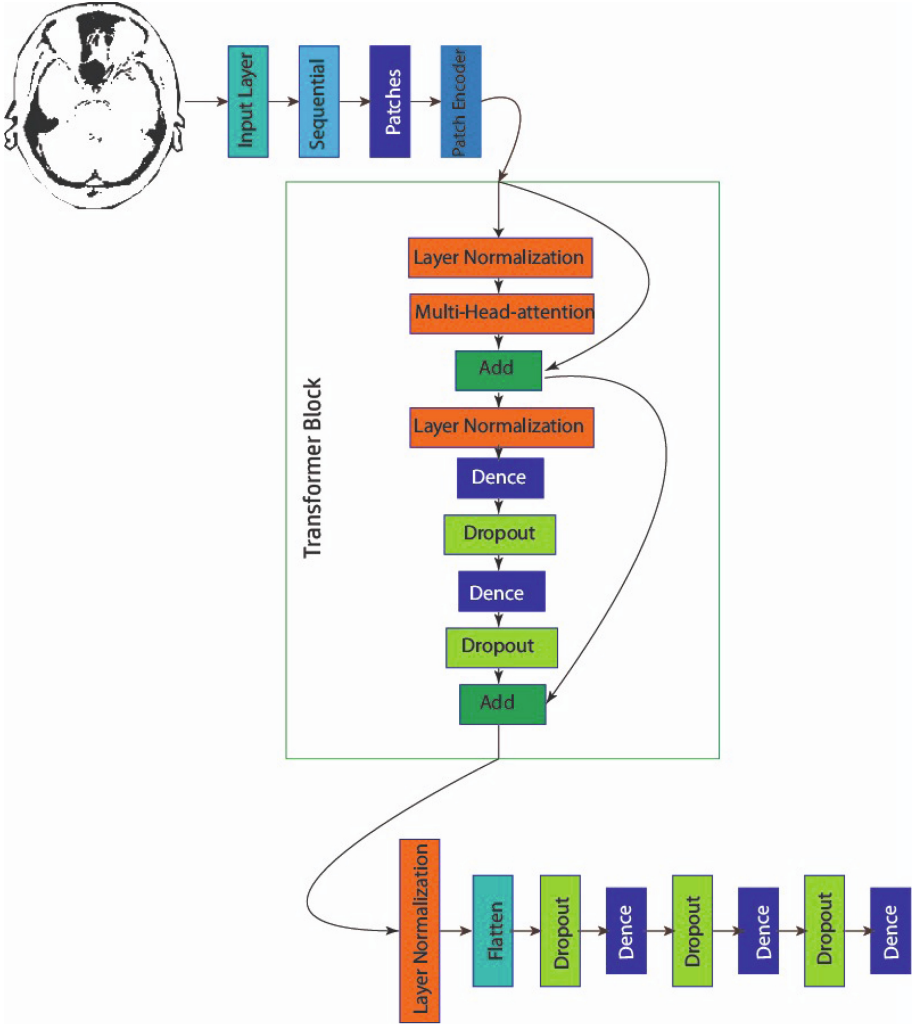 Input Layer
Sequential
Patches
Patch Encoder
Transformer Block
Layer Normalization
Multi-Head-attention
Add
Layer Normalization
Dence
Dropout
Dence
Dropout
Add
Layer Normalization
Flatten
Dropout
Dence
Dropout
Dence
Dropout
Dence